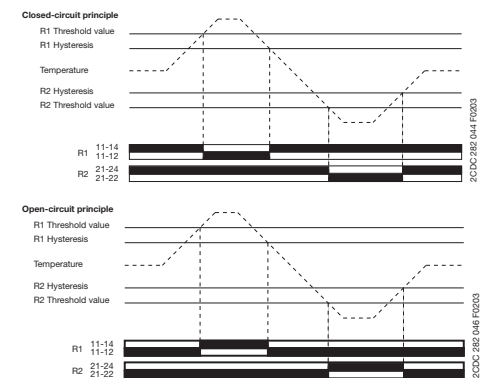 Closed-circuit principle
R1 Threshold value
R1 Hysteresis
Temperature
R2 Hysteresis
R2 Threshold value
R1 11-14
11-12
R2 21-24
21-22
2CDC 282 044 F0203
Open-circuit principle
R1 Threshold value
R1 Hysteresis
Temperature
R2 Hysteresis
R2 Threshold value
R1 11-14
11-12
R2 21-24
21-22
2CDC 282 046 F0203